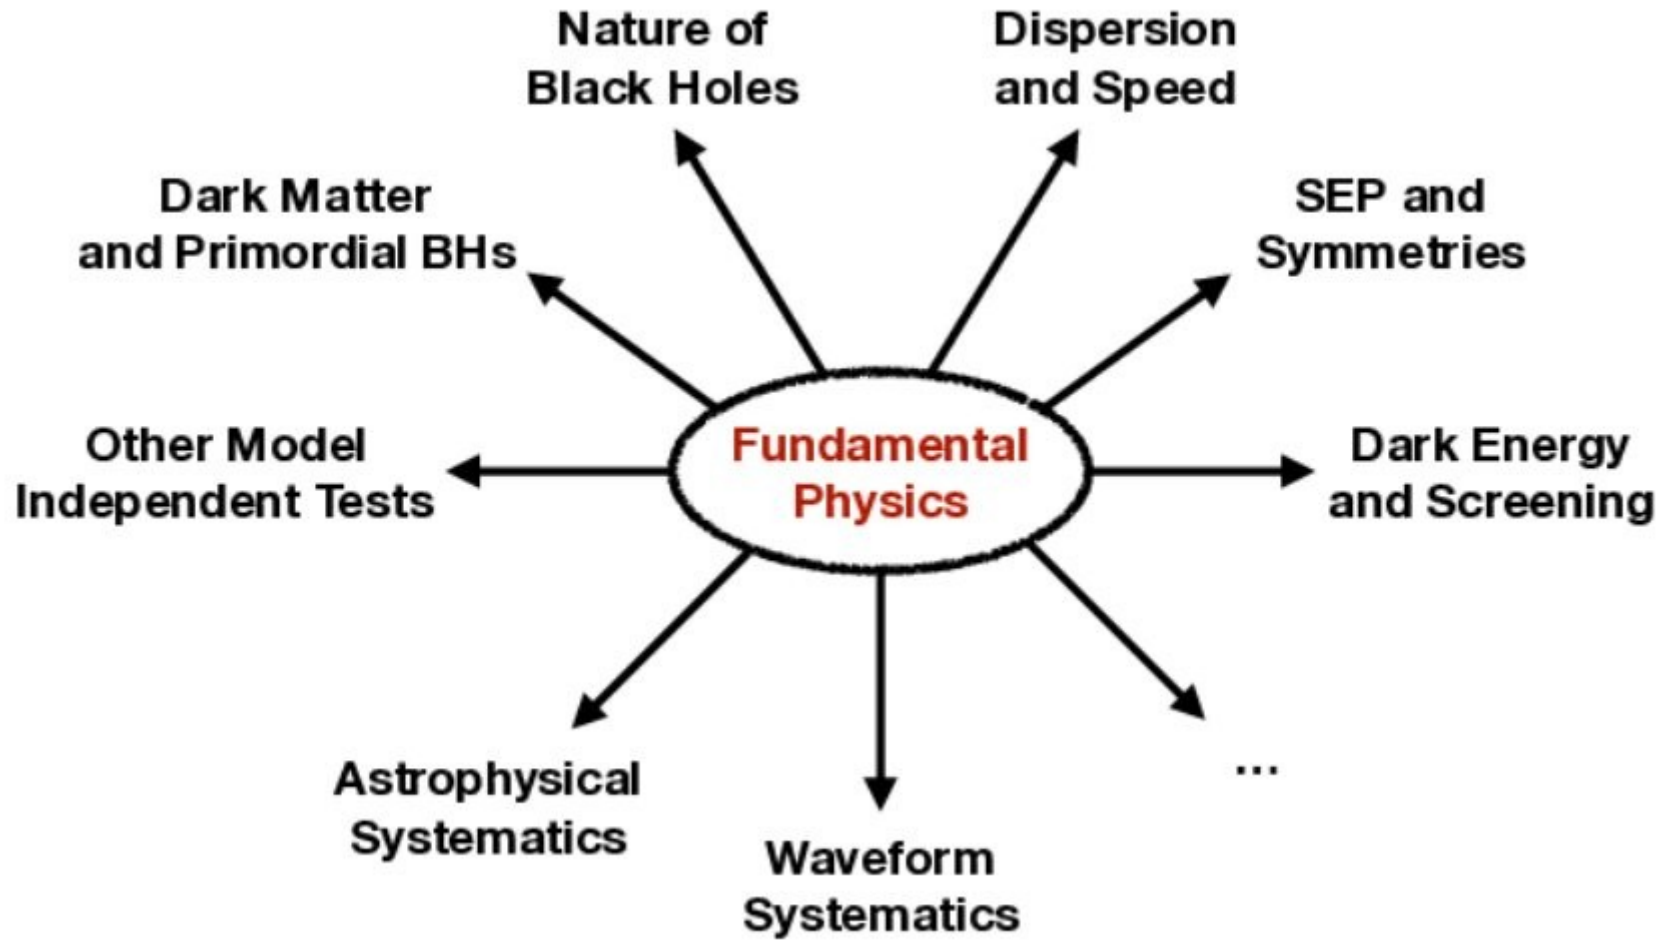 Nature of
Black Holes
Dispersion
and Speed
Dark Matter
and Primordial BHs
SEP and
Symmetries
Other Model
Independent Tests
Fundamental
Physics
Dark Energy
and Screening
Astrophysical
Systematics
Waveform
Systematics
...